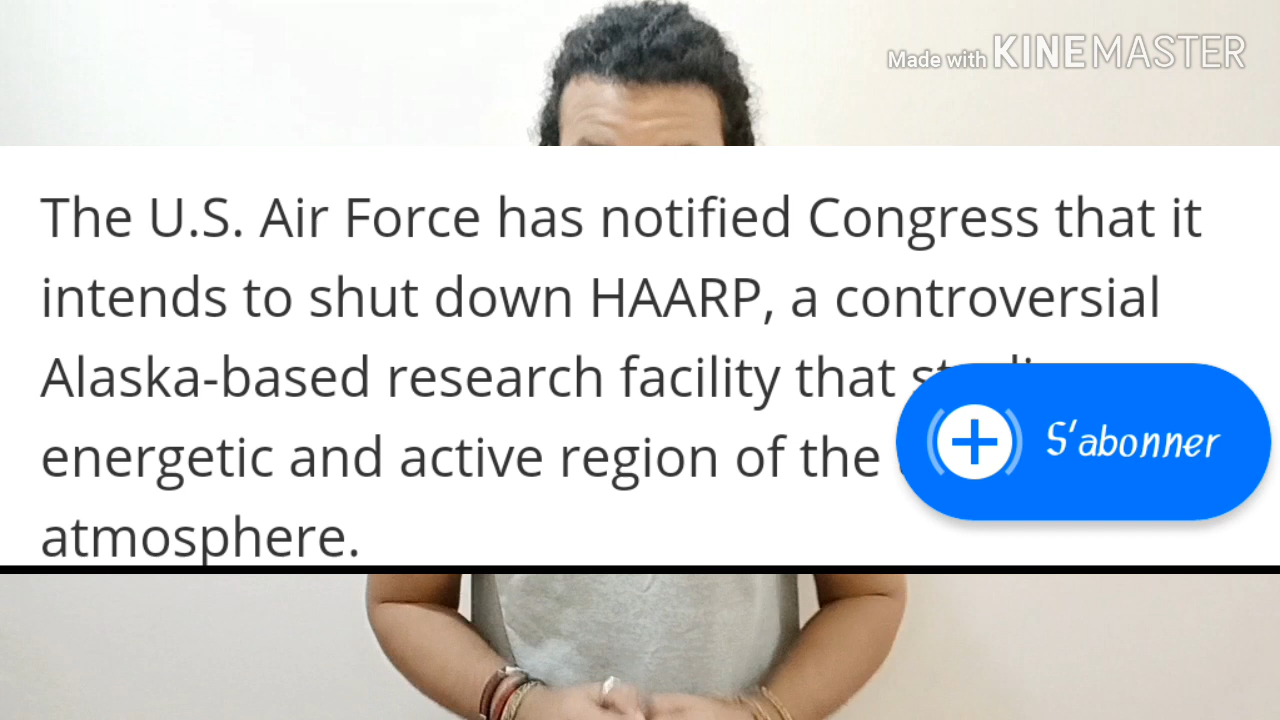 Made with KINEMASTER
The U.S. Air Force has notified Congress that it
intends to shut down HAARP, a controversial
Alaska-based research facility that
energetic and active region of the
atmosphere.
S'abonner